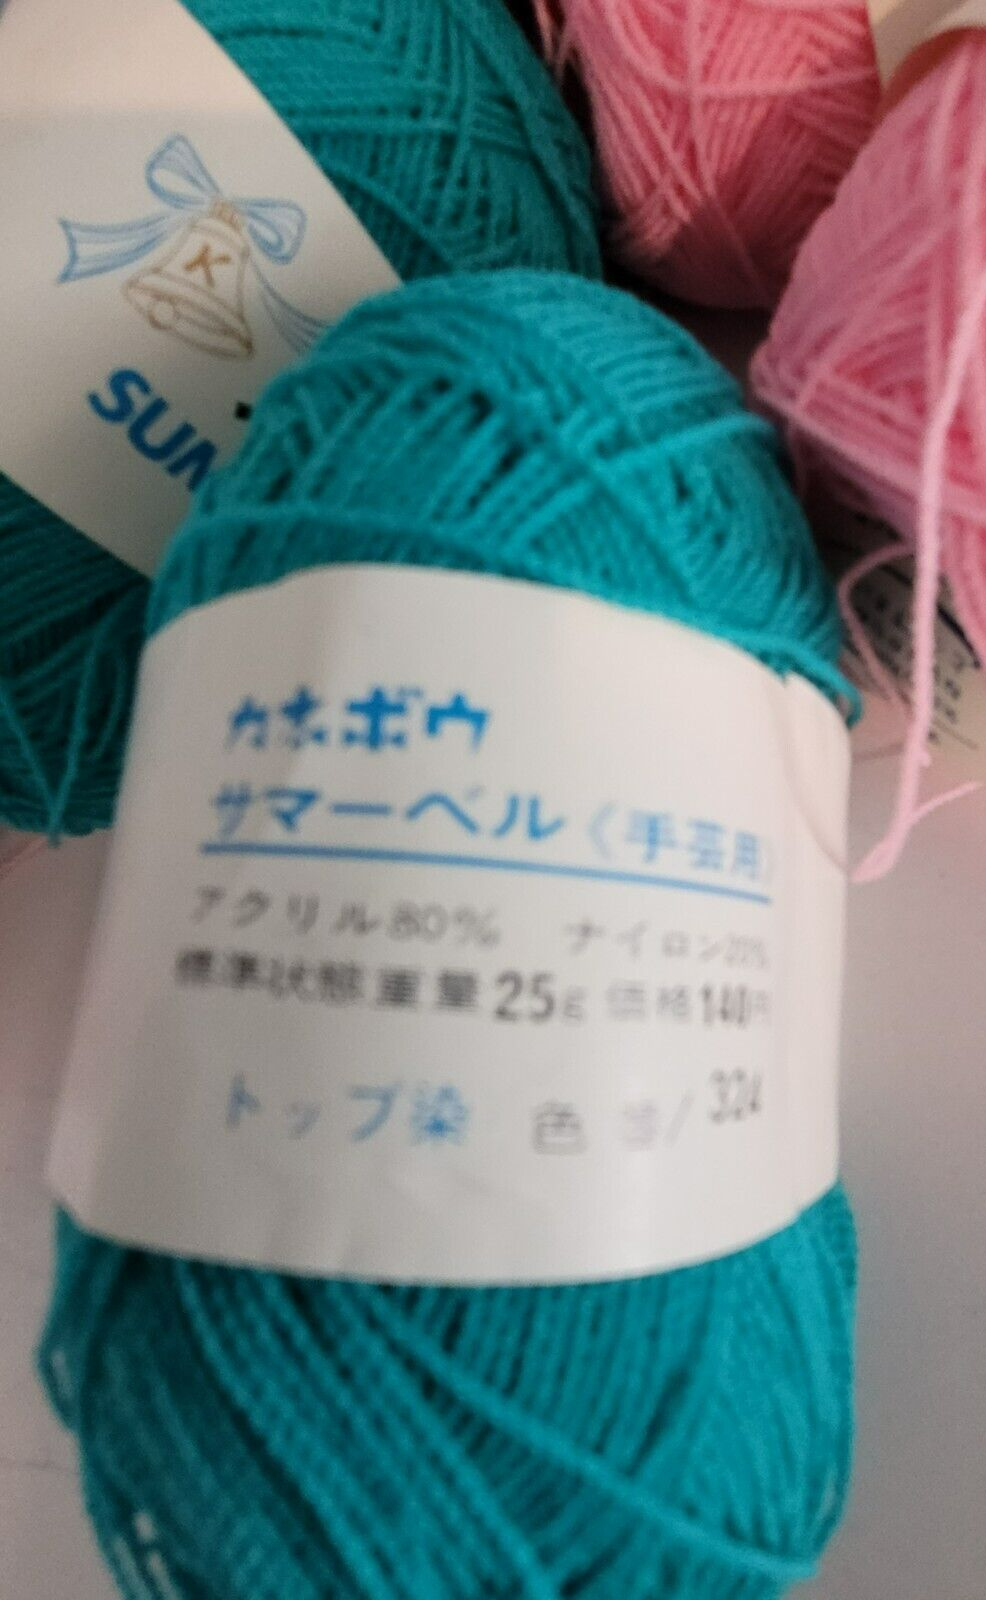 K
SUM
カネボウ
サマーベル〈手芸用〉
アクリル80% ナイロン20%
標準状態重量25g 価格140円
トップ染 色番/324